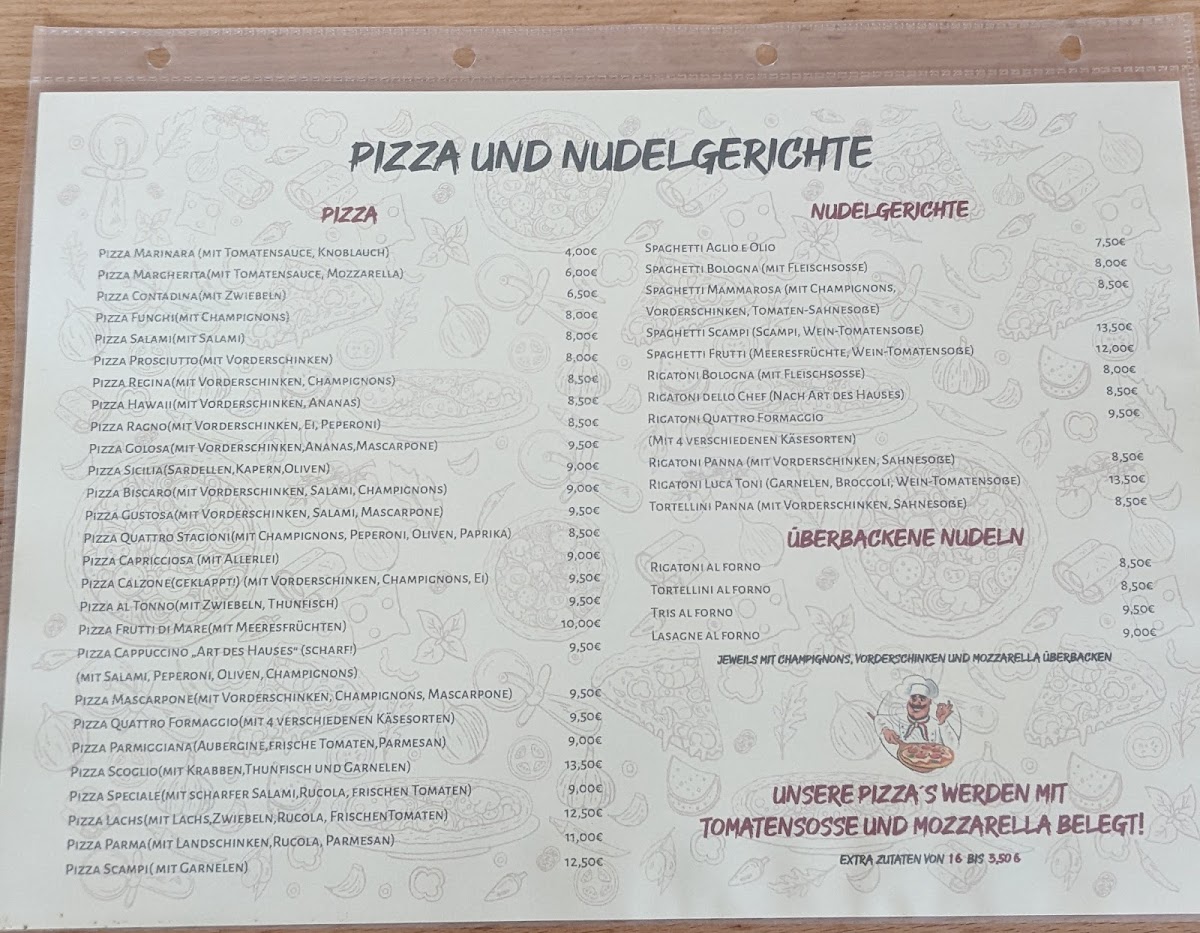 PIZZA UND NUDELGERICHTE
PIZZA
PIZZA MARINARA (MIT TOMATENSAUCE, KNOBLAUCH) 4,00€
PIZZA MARGHERITA(MIT TOMATENSAUCE, MOZZARELLA) 6,00€
PIZZA CONTADINA(MIT ZWIEBELN) 6,50€
PIZZA FUNGHI(MIT CHAMPIGNONS) 8,00€
PIZZA SALAMI(MIT SALAMI) 8,00€
PIZZA PROSCIUTTO(MIT VORDERSCHINKEN) 8,00€
PIZZA REGINA(MIT VORDERSCHINKEN, CHAMPIGNONS) 8,50€
PIZZA HAWAII(MIT VORDERSCHINKEN, ANANAS) 8,50€
PIZZA RAGNO(MIT VORDERSCHINKEN, EI, PEPERONI) 8,50€
PIZZA GOLOSA(MIT VORDERSCHINKEN,ANANAS,MASCARPONE) 9,50€
PIZZA SICILIA(SARDELLEN,KAPERN,OLIVEN) 9,00€
PIZZA BISCARO(MIT VORDERSCHINKEN, SALAMI, CHAMPIGNONS) 9,00€
PIZZA GUSTOSA(MIT VORDERSCHINKEN, SALAMI, MASCARPONE) 9,50€
PIZZA QUATTRO STAGIONI(MIT CHAMPIGNONS, PEPERONI, OLIVEN, PAPRIKA) 8,50€
PIZZA CAPRICCIOSA (MIT ALLERLEI) 9,00€
PIZZA CALZONE(GEKLAPPT!) (MIT VORDERSCHINKEN, CHAMPIGNONS, EI) 9,50€
PIZZA AL TONNO(MIT ZWIEBELN, THUNFISCH) 9,50€
PIZZA FRUTTI DI MARE(MIT MEERESFRÜCHTEN) 10,00€
PIZZA CAPPUCCINO „ART DES HAUSES“ (SCHARF!) 9,50€
(MIT SALAMI, PEPERONI, OLIVEN, CHAMPIGNONS)
PIZZA MASCARPONE(MIT VORDERSCHINKEN, CHAMPIGNONS, MASCARPONE) 9,50€
PIZZA QUATTRO FORMAGGIO(MIT 4 VERSCHIEDENEN KÄSESORTEN) 9,50€
PIZZA PARMIGGIANA(AUBERGINE,FRISCHE TOMATEN,PARMESAN) 9,00€
PIZZA SCOGLIO(MIT KRABBEN,THUNFISCH UND GARNELEN) 13,50€
PIZZA SPECIALE(MIT SCHARFER SALAMI,RUCOLA, FRISCHEN TOMATEN) 9,00€
PIZZA LACHS(MIT LACHS,ZWIEBELN,RUCOLA, FRISCHEN TOMATEN) 12,50€
PIZZA PARMA(MIT LANDSCHINKEN,RUCOLA, PARMESAN) 11,00€
PIZZA SCAMPI( MIT GARNELEN) 12,50€
NUDELGERICHTE
SPAGHETTI AGLIO E OLIO 7,50€
SPAGHETTI BOLOGNA (MIT FLEISCHSOSSE) 8,00€
SPAGHETTI MAMMAROSA (MIT CHAMPIGNONS, 8,50€
VORDERSCHINKEN, TOMATEN-SAHNESOßE)
SPAGHETTI SCAMPI (SCAMPI, WEIN-TOMATENSOßE) 13,50€
SPAGHETTI FRUTTI (MEERESFRÜCHTE, WEIN-TOMATENSOßE) 12,00€
RIGATONI BOLOGNA (MIT FLEISCHSOSSE) 8,00€
RIGATONI DELLO CHEF (NACH ART DES HAUSES) 8,50€
RIGATONI QUATTRO FORMAGGIO 9,50€
(MIT 4 VERSCHIEDENEN KÄSESORTEN)
RIGATONI PANNA (MIT VORDERSCHINKEN, SAHNESOßE) 8,50€
RIGATONI LUCA TONI (GARNELEN, BROCCOLI, WEIN-TOMATENSOßE) 13,50€
TORTELLINI PANNA (MIT VORDERSCHINKEN, SAHNESOßE) 8,50€
ÜBERBACKENE NUDELN
RIGATONI AL FORNO 8,50€
TORTELLINI AL FORNO 8,50€
TRIS AL FORNO 9,50€
LASAGNE AL FORNO 9,00€
JEWEILS MIT CHAMPIGNONS, VORDERSCHINKEN UND MOZZARELLA ÜBERBACKEN
UNSERE PIZZA´S WERDEN MIT
TOMATENSOSSE UND MOZZARELLA BELEGT!
EXTRA ZUTATEN VON 1€ BIS 3,50 €